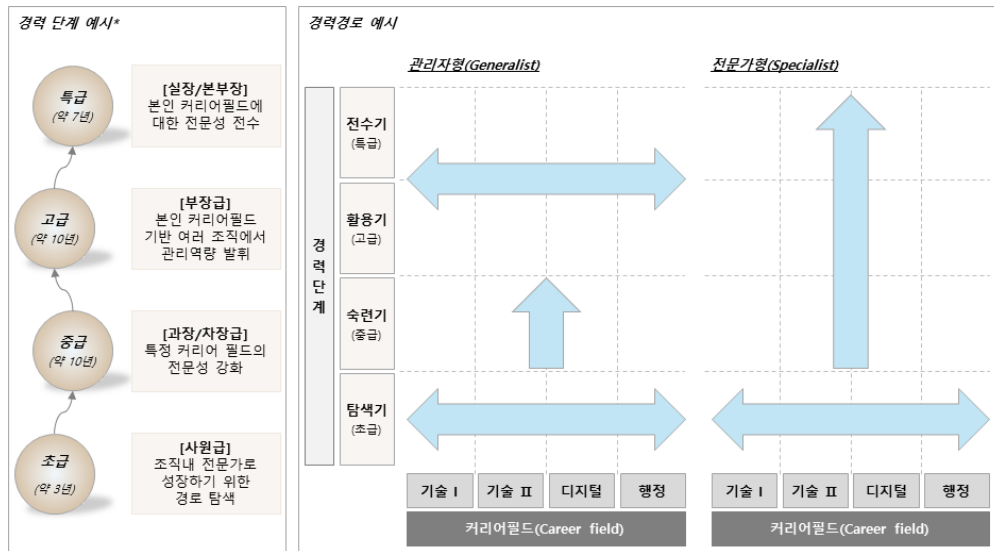 경력 단계 예시*
특급
(약 7년)
[실장/본부장]
본인 커리어필드에
대한 전문성 전수
고급
(약 10년)
[부장급]
본인 커리어필드
기반 여러 조직에서
관리역량 발휘
중급
(약 10년)
[과장/차장급]
특정 커리어 필드의
전문성 강화
초급
(약 3년)
[사원급]
조직내 전문가로
성장하기 위한
경로 탐색
경력경로 예시
관리자형(Generalist)
전문가형(Specialist)
경
력
단
계
전수기
(특급)
활용기
(고급)
숙련기
(중급)
탐색기
(초급)
기술 I
기술 II
디지털
행정
커리어필드(Career field)
기술 I
기술 II
디지털
행정
커리어필드(Career field)